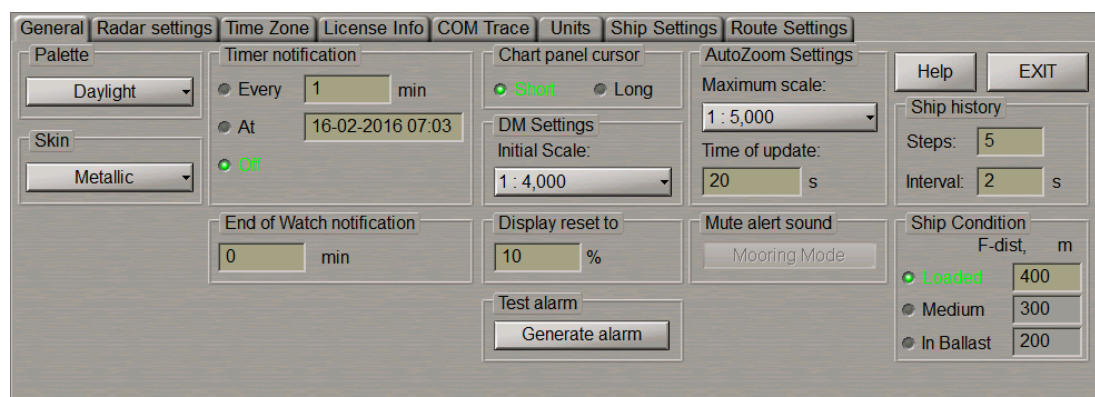 General Radar settings Time Zone License Info COM Trace Units Ship Settings Route Settings
Palette
Daylight
Skin
Metallic
Timer notification
Every 1 min
At 16-02-2016 07:03
Off
End of Watch notification
0 min
Chart panel cursor
Short Long
DM Settings
Initial Scale:
1 : 4,000
Display reset to
10 %
Test alarm
Generate alarm
AutoZoom Settings
Maximum scale:
1 : 5,000
Time of update:
20 s
Mute alert sound
Mooring Mode
Help EXIT
Ship history
Steps: 5
Interval: 2 s
Ship Condition
F-dist, m
Loaded 400
Medium 300
In Ballast 200